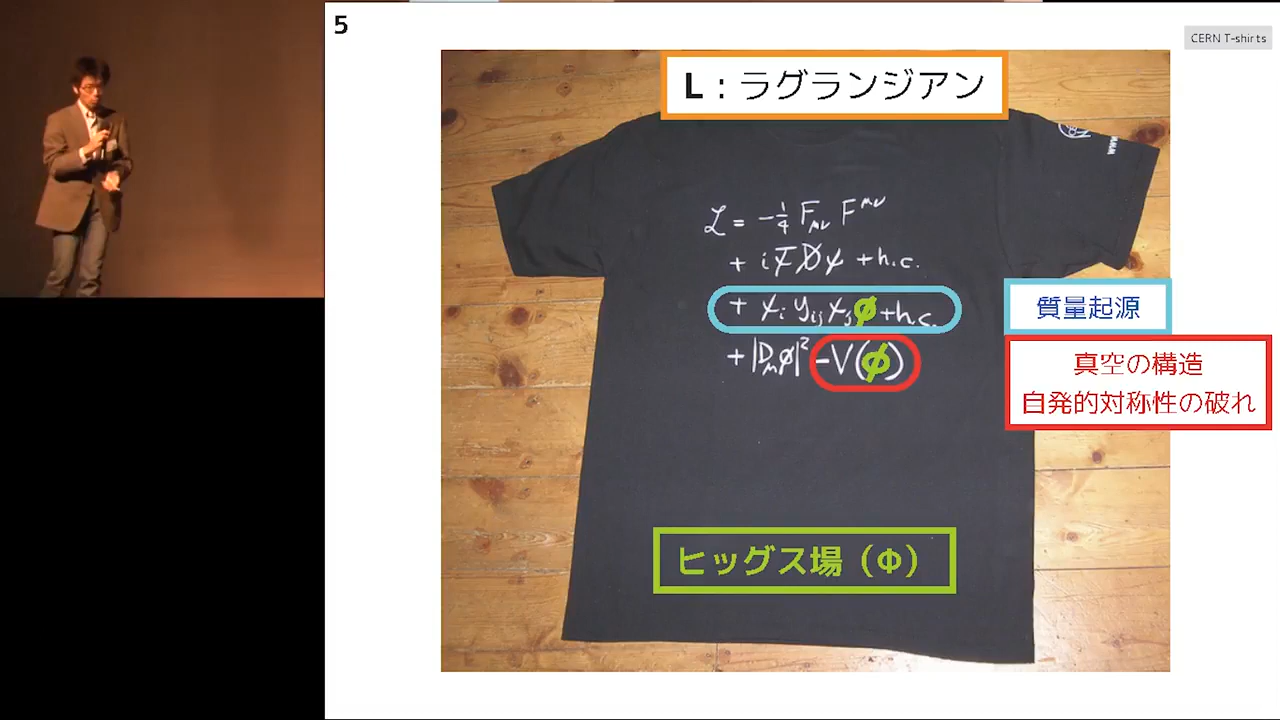 5
CERN T-shirts
L：ラグランジアン
ℒ = -¼ F_μν F^μν
+ iψ̄D̸ψ + h.c.
+ ψ_i y_ij ψ_j φ + h.c.
質量起源
+ |D_μ φ|² - V(φ)
真空の構造
自発的対称性の破れ
ヒッグス場（Φ）